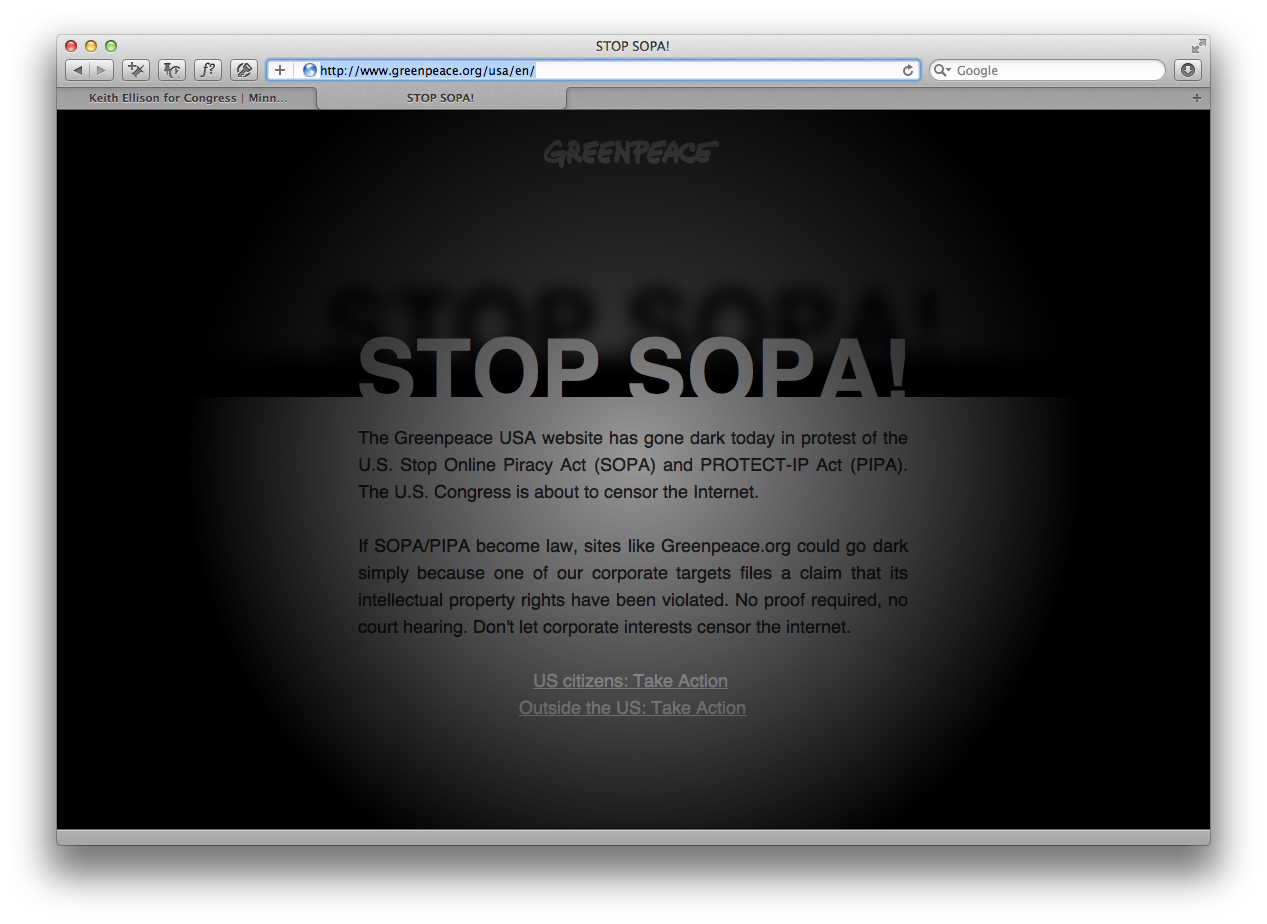 STOP SOPA!
f?
http://www.greenpeace.org/usa/en/
Google
Keith Ellison for Congress | Minn...
STOP SOPA!
GREENPEACE
STOP SOPA!
STOP SOPA!
The Greenpeace USA website has gone dark today in protest of the
U.S. Stop Online Piracy Act (SOPA) and PROTECT-IP Act (PIPA).
The U.S. Congress is about to censor the Internet.
If SOPA/PIPA become law, sites like Greenpeace.org could go dark
simply because one of our corporate targets files a claim that its
intellectual property rights have been violated. No proof required, no
court hearing. Don't let corporate interests censor the internet.
US citizens: Take Action
Outside the US: Take Action